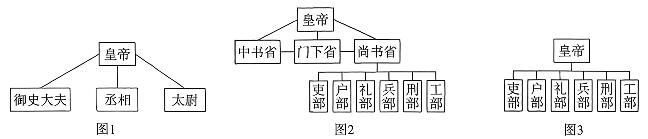 皇帝
御史大夫 丞相 太尉
图1
皇帝
中书省 门下省 尚书省
吏部 户部 礼部 兵部 刑部 工部
图2
皇帝
吏部 户部 礼部 兵部 刑部 工部
图3